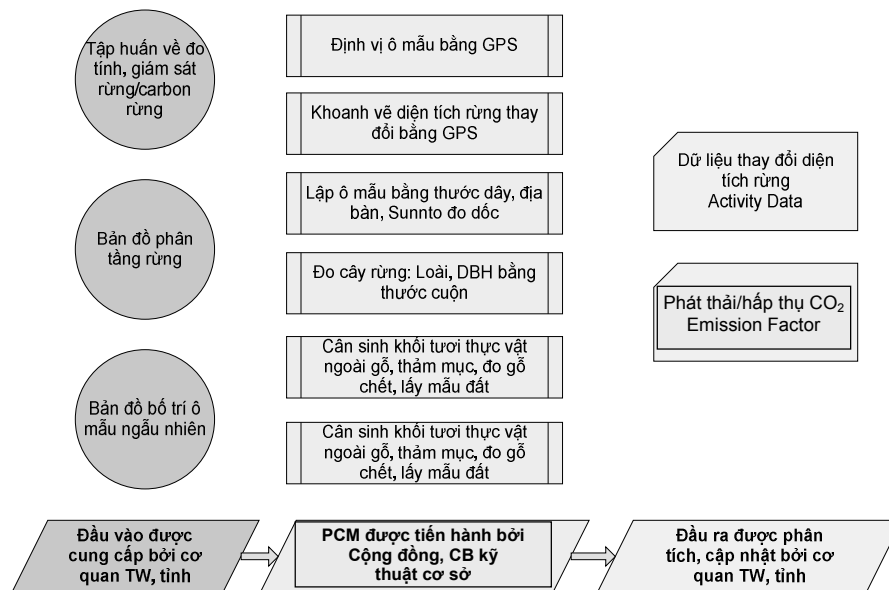 Tập huấn về đo
tính, giám sát
rừng/carbon
rừng
Bản đồ phân
tầng rừng
Bản đồ bố trí ô
mẫu ngẫu nhiên
Định vị ô mẫu bằng GPS
Khoanh vẽ diện tích rừng thay
đổi bằng GPS
Lập ô mẫu bằng thước dây, địa
bàn, Sunnto đo dốc
Đo cây rừng: Loài, DBH bằng
thước cuộn
Cân sinh khối tươi thực vật
ngoài gỗ, thảm mục, đo gỗ
chết, lấy mẫu đất
Cân sinh khối tươi thực vật
ngoài gỗ, thảm mục, đo gỗ
chết, lấy mẫu đất
Dữ liệu thay đổi diện
tích rừng
Activity Data
Phát thải/hấp thụ CO₂
Emission Factor
Đầu vào được
cung cấp bởi cơ
quan TW, tỉnh
PCM được tiến hành bởi
Cộng đồng, CB kỹ
thuật cơ sở
Đầu ra được phân
tích, cập nhật bởi cơ
quan TW, tỉnh